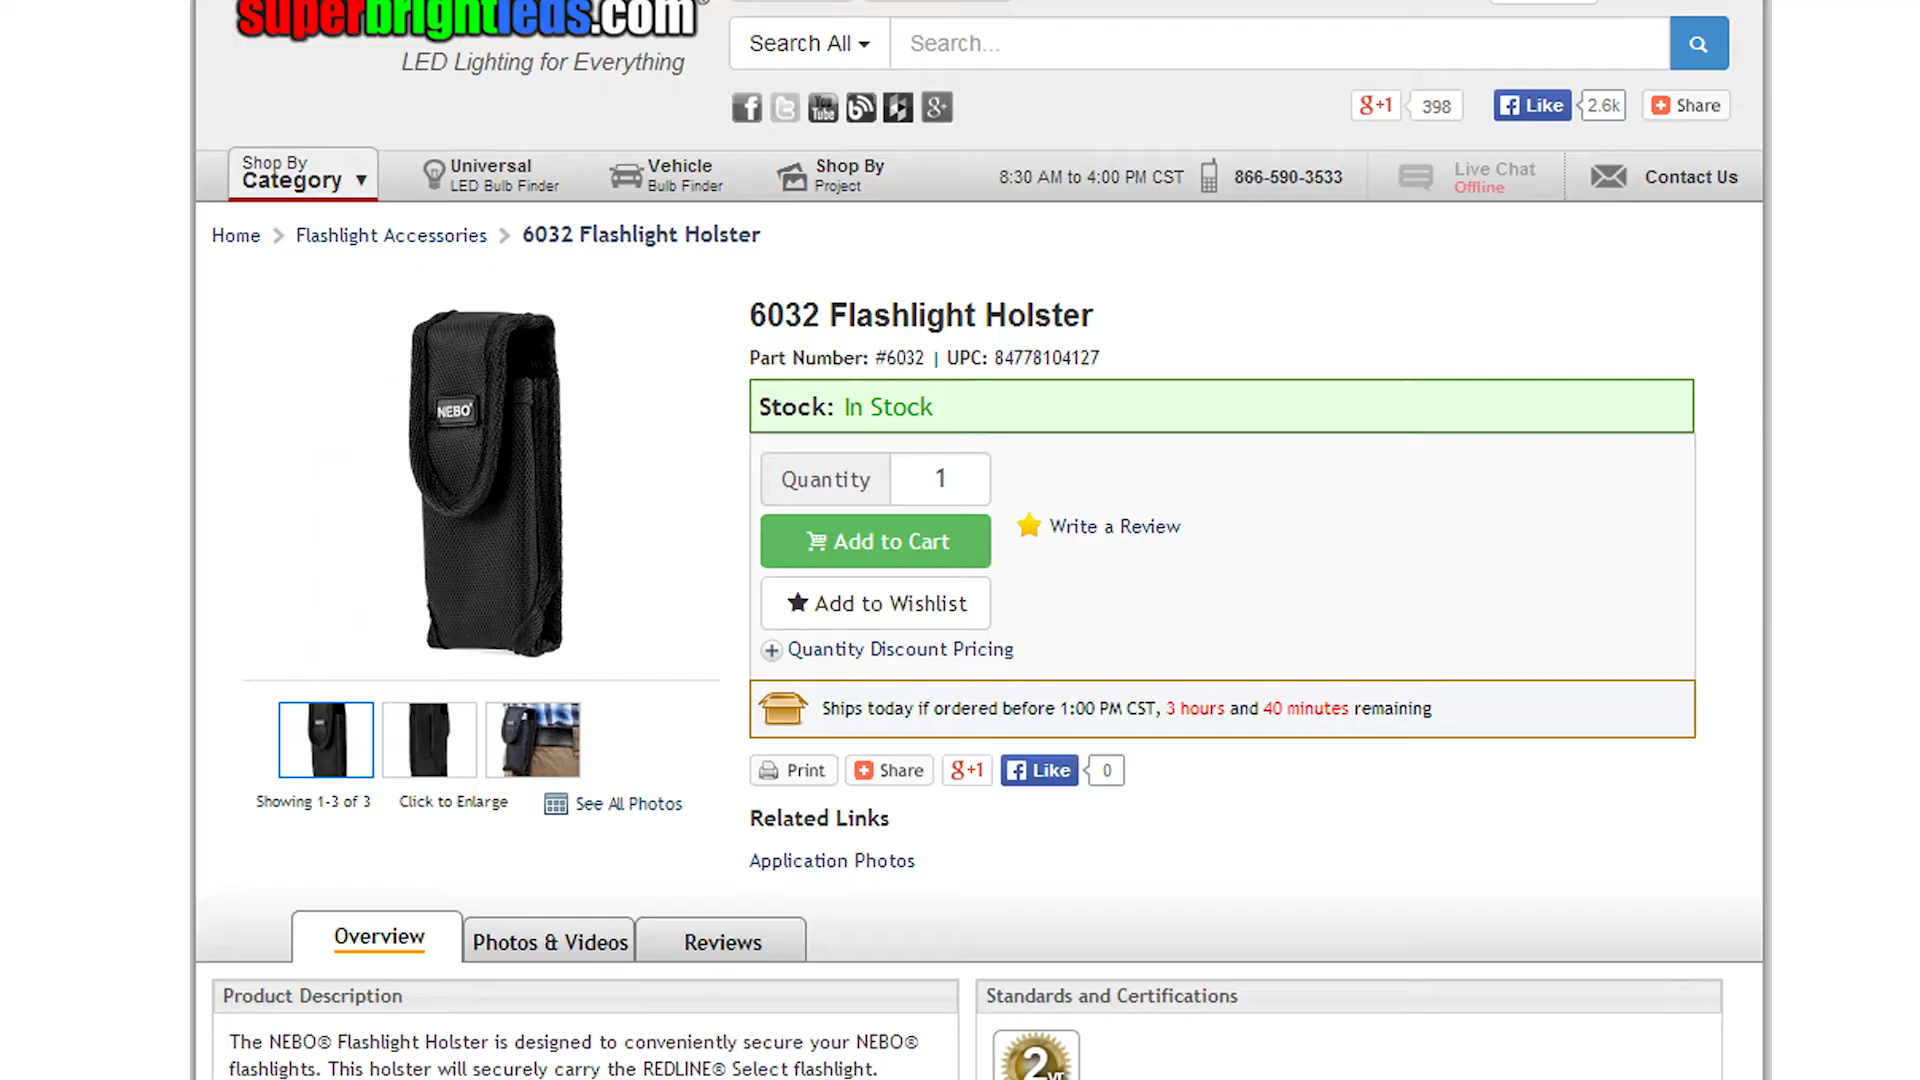 superbrightleds.com®
LED Lighting for Everything
Search All
Search...
You
Tube
g+
g+1
398
f Like
2.6k
Share
Shop By
Category ▼
Universal
LED Bulb Finder
Vehicle
Bulb Finder
Shop By
Project
8:30 AM to 4:00 PM CST
866-590-3533
Live Chat
Offline
Contact Us
Home > Flashlight Accessories > 6032 Flashlight Holster
NEBO®
6032 Flashlight Holster
Part Number: #6032 | UPC: 84778104127
Stock: In Stock
Quantity 1
Add to Cart
Write a Review
Add to Wishlist
Quantity Discount Pricing
Ships today if ordered before 1:00 PM CST, 3 hours and 40 minutes remaining
Showing 1-3 of 3
Click to Enlarge
See All Photos
Print
Share
g+1
f Like
0
Related Links
Application Photos
Overview
Photos & Videos
Reviews
Product Description
The NEBO® Flashlight Holster is designed to conveniently secure your NEBO®
flashlights. This holster will securely carry the REDLINE® Select flashlight.
Standards and Certifications
2